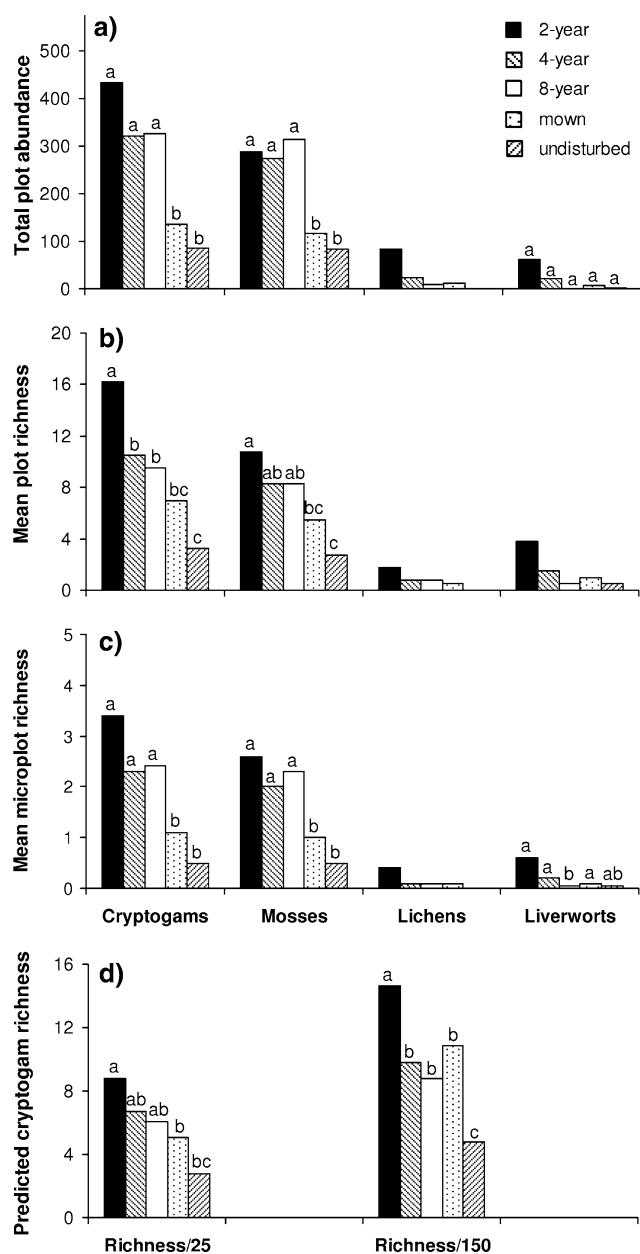 a)
2-year
4-year
8-year
mown
undisturbed
Total plot abundance
500
400
300
200
100
0
a
a a
b
b
a a a
b
b
a
a
a a a
b)
Mean plot richness
20
16
12
8
4
0
a
b b
bc
c
a
ab ab
bc
c
c)
Mean microplot richness
5
4
3
2
1
0
a
a a
b
b
a
a a
b
b
a
a b a ab
Cryptogams Mosses Lichens Liverworts
d)
Predicted cryptogam richness
16
12
8
4
0
a
ab ab
b
bc
a
b b b
c
Richness/25 Richness/150